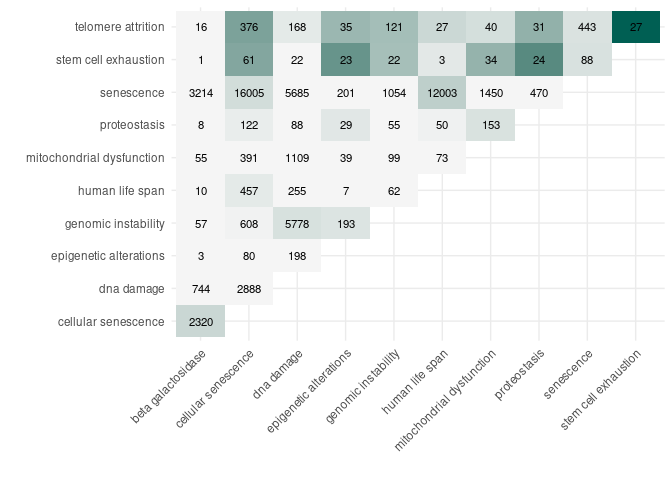 telomere attrition 16 376 168 35 121 27 40 31 443 27
stem cell exhaustion 1 61 22 23 22 3 34 24 88
senescence 3214 16005 5685 201 1054 12003 1450 470
proteostasis 8 122 88 29 55 50 153
mitochondrial dysfunction 55 391 1109 39 99 73
human life span 10 457 255 7 62
genomic instability 57 608 5778 193
epigenetic alterations 3 80 198
dna damage 744 2888
cellular senescence 2320
beta galactosidase
cellular senescence
dna damage
epigenetic alterations
genomic instability
human life span
mitochondrial dysfunction
proteostasis
senescence
stem cell exhaustion